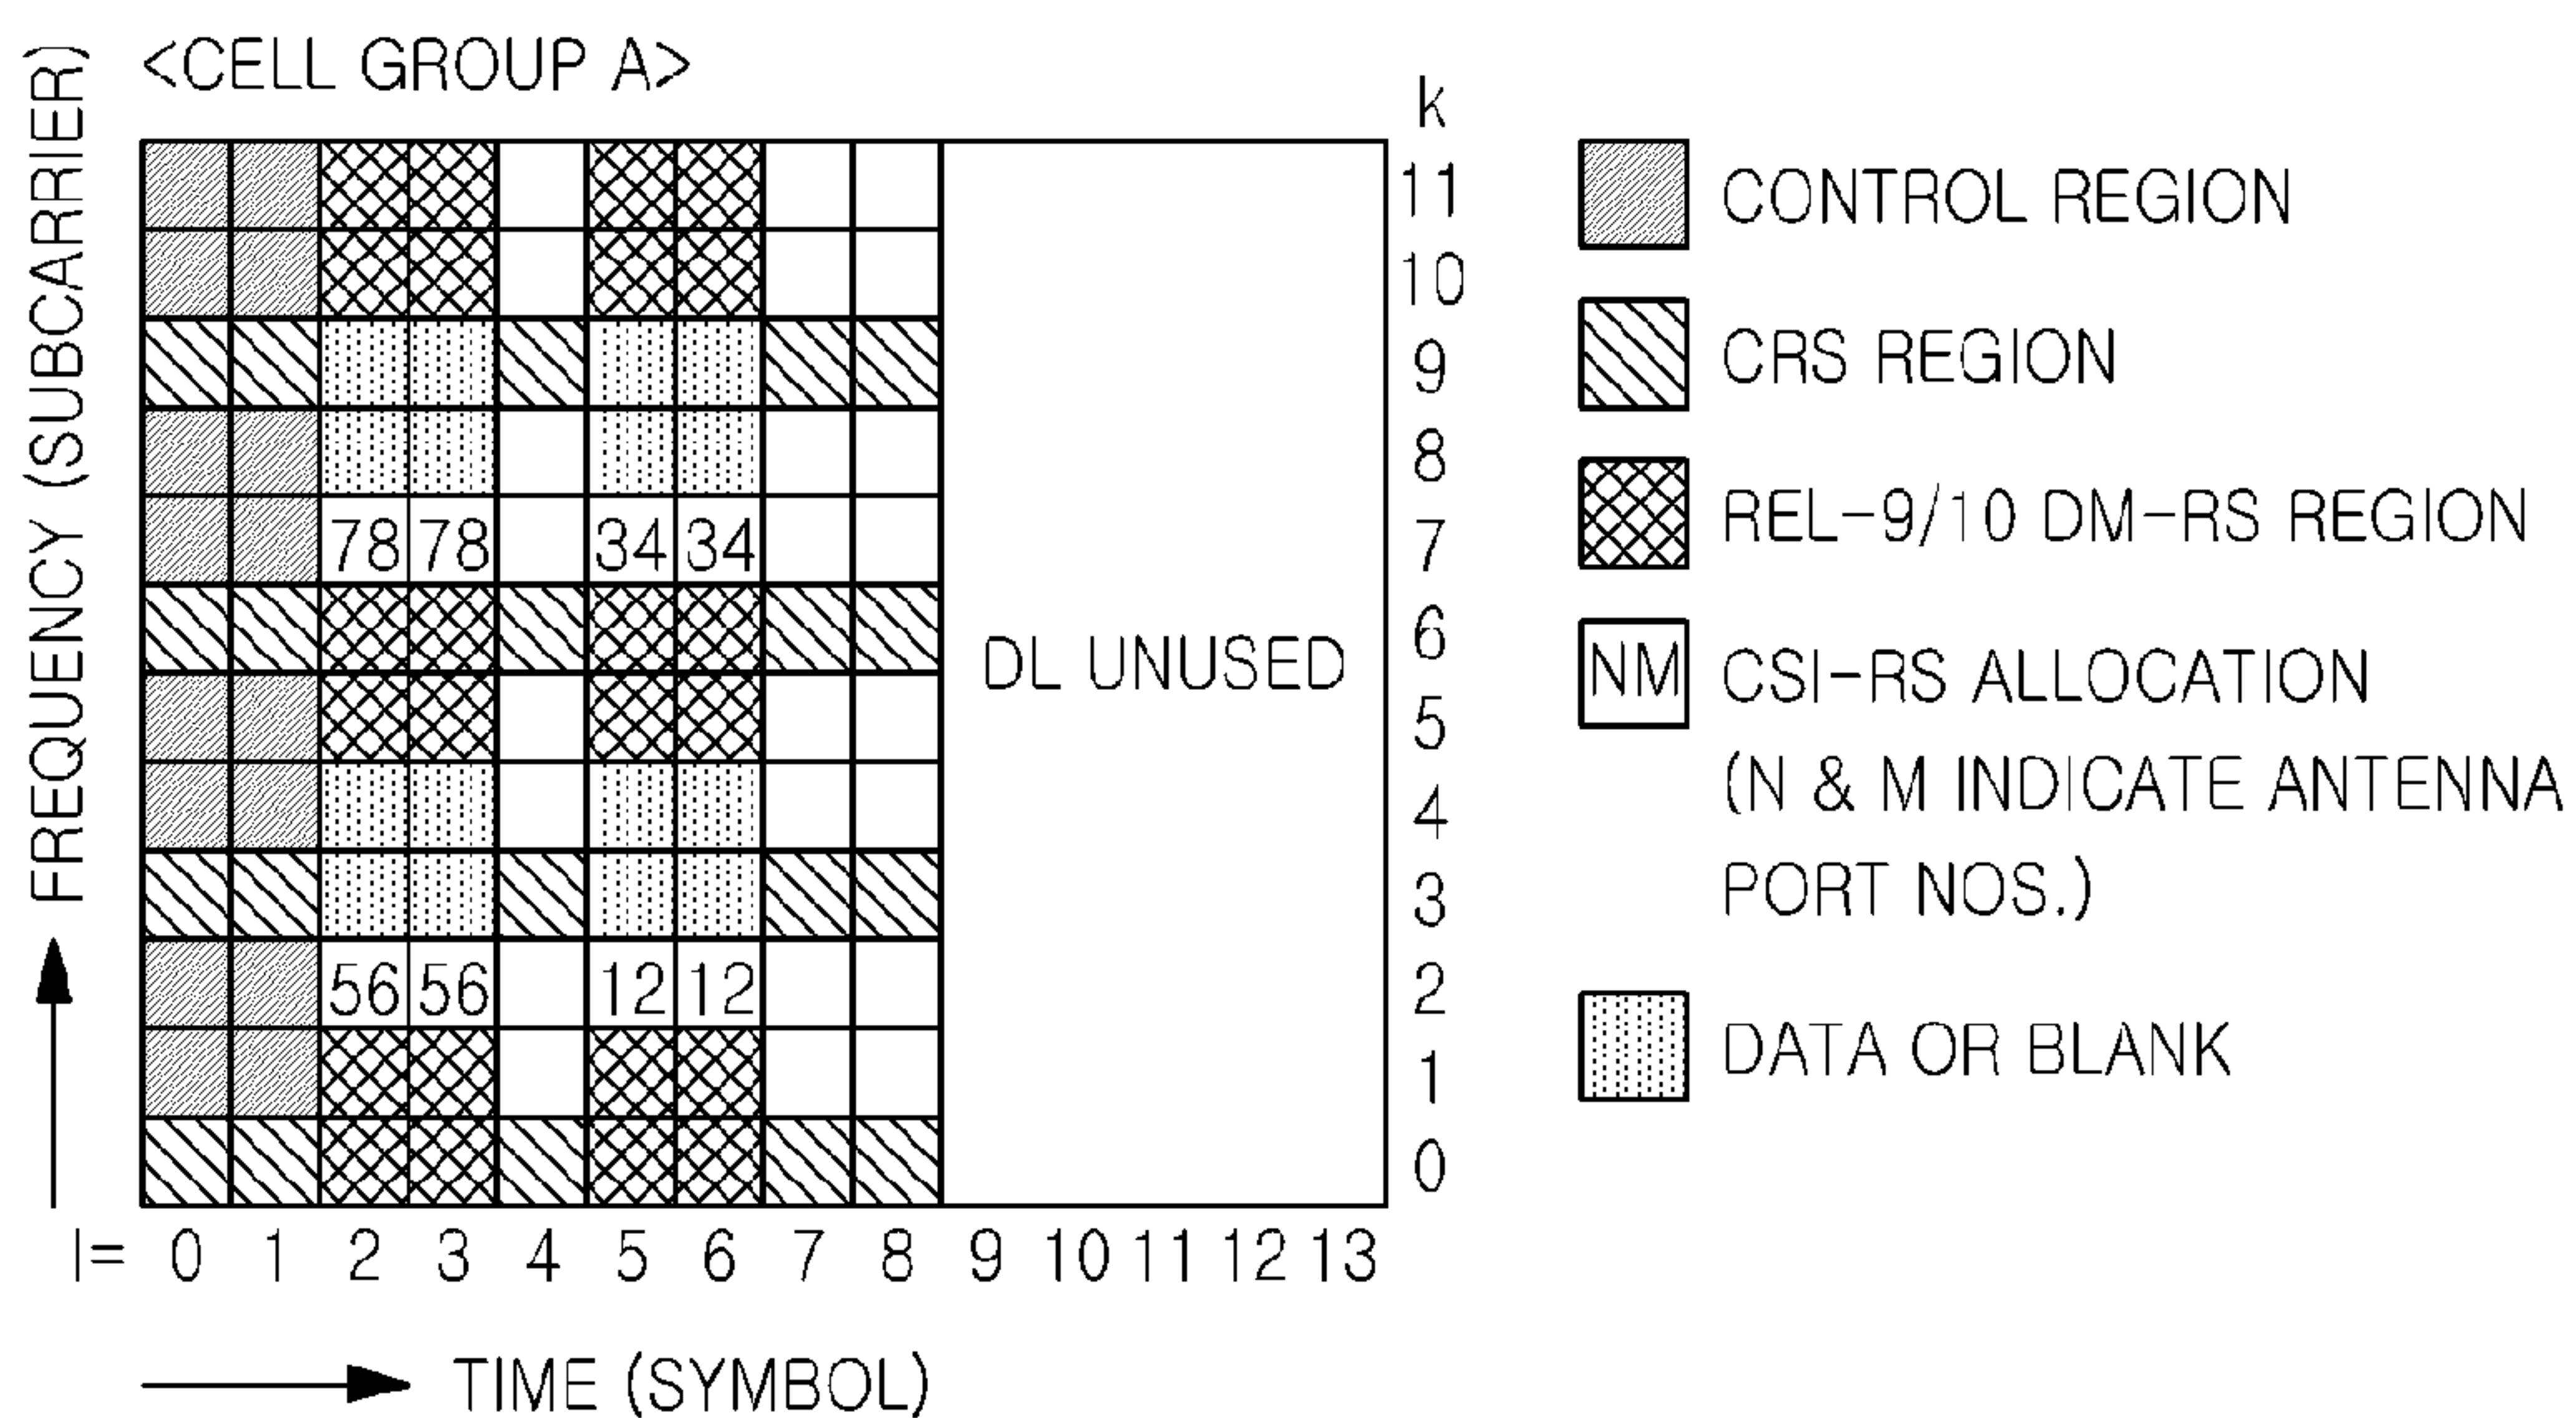 <CELL GROUP A>
FREQUENCY (SUBCARRIER)
k
11
10
9
8
78 78 34 34 7
6
DL UNUSED
5
4
3
56 56 12 12 2
1
0
l= 0 1 2 3 4 5 6 7 8 9 10 11 12 13
TIME (SYMBOL)
CONTROL REGION
CRS REGION
REL-9/10 DM-RS REGION
NM CSI-RS ALLOCATION
(N & M INDICATE ANTENNA
PORT NOS.)
DATA OR BLANK